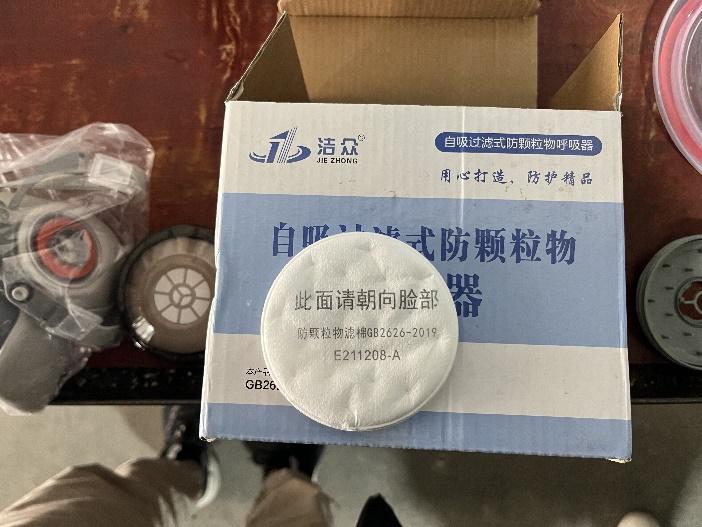 洁众®
JIE ZHONG
自吸过滤式防颗粒物呼吸器
用心打造、防护精品
自吸过滤式防颗粒物
器
此面请朝向脸部
防颗粒物滤棉GB2626-2019
E211208-A
GB26